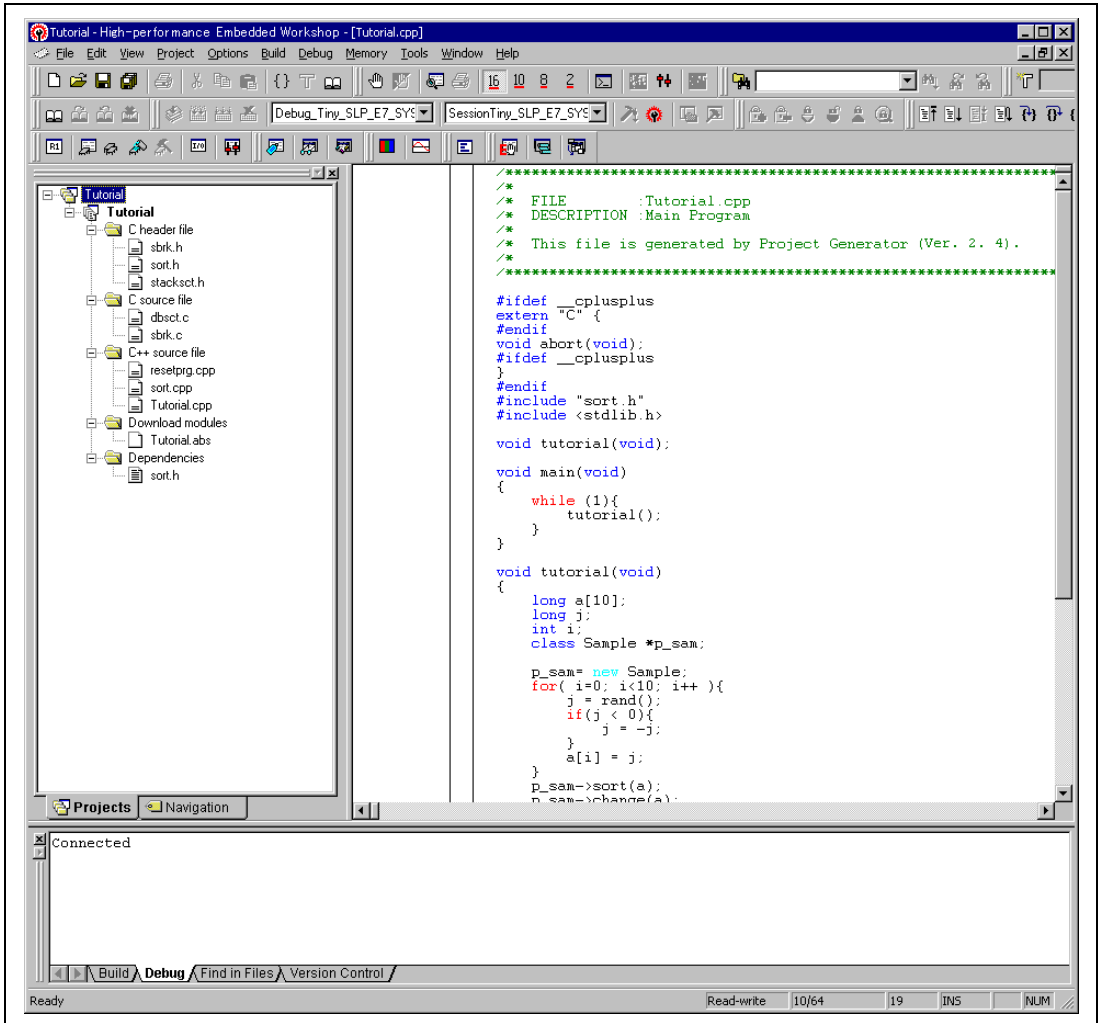 Tutorial - High-performance Embedded Workshop - [Tutorial.cpp]
File Edit View Project Options Build Debug Memory Tools Window Help
16 10 8 2
Debug_Tiny_SLP_E7_SYS SessionTiny_SLP_E7_SYS
R1 I/O
Tutorial
Tutorial
C header file
sbrk.h
sort.h
stacksct.h
C source file
dbsct.c
sbrk.c
C++ source file
resetprg.cpp
sort.cpp
Tutorial.cpp
Download modules
Tutorial.abs
Dependencies
sort.h
Projects Navigation
/***************************************************************
/*
/* FILE :Tutorial.cpp
/* DESCRIPTION :Main Program
/*
/* This file is generated by Project Generator (Ver. 2. 4).
/*
/***************************************************************
#ifdef __cplusplus
extern "C" {
#endif
void abort(void);
#ifdef __cplusplus
}
#endif
#include "sort.h"
#include <stdlib.h>
void tutorial(void);
void main(void)
{
while (1){
tutorial();
}
}
void tutorial(void)
{
long a[10];
long j;
int i;
class Sample *p_sam;
p_sam= new Sample;
for( i=0; i<10; i++ ){
j = rand();
if(j < 0){
j = -j;
}
a[i] = j;
}
p_sam->sort(a);
p_sam->change(a);
Connected
Build Debug Find in Files Version Control
Ready Read-write 10/64 19 INS NUM